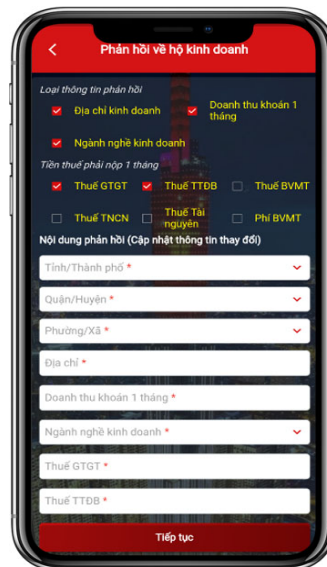 Phản hồi về hộ kinh doanh
Loại thông tin phản hồi
Địa chỉ kinh doanh
Doanh thu khoán 1
tháng
Ngành nghề kinh doanh
Tiền thuế phải nộp 1 tháng
Thuế GTGT Thuế TTĐB Thuế BVMT
Thuế TNCN
Thuế Tài
nguyên
Phí BVMT
Nội dung phản hồi (Cập nhật thông tin thay đổi)
Tỉnh/Thành phố *
Quận/Huyện *
Phường/Xã *
Địa chỉ *
Doanh thu khoán 1 tháng *
Ngành nghề kinh doanh *
Thuế GTGT *
Thuế TTĐB *
Tiếp tục